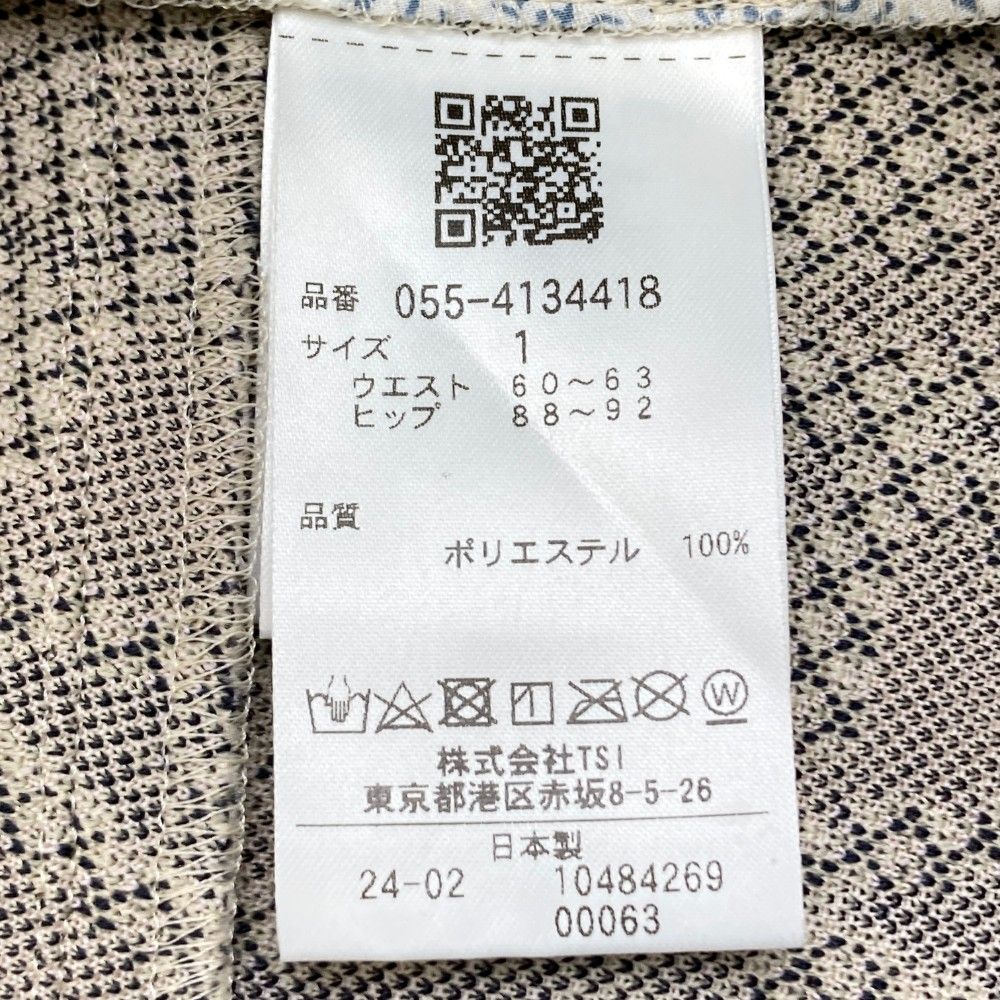 品番 055-4134418
サイズ 1
ウエスト 60～63
ヒップ 88～92
品質
ポリエステル 100%
W
株式会社TSI
東京都港区赤坂8-5-26
日本製
24-02 10484269
00063